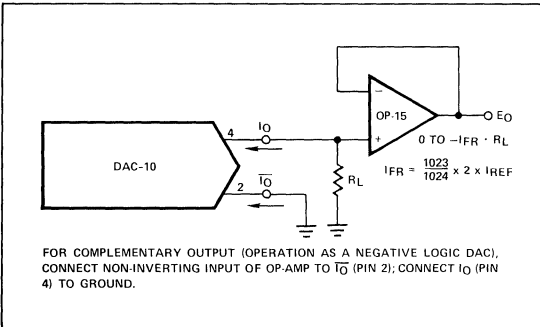 −
OP-15
EO
4
IO
+
0 TO −IFR · RL
DAC-10
RL
IFR = 1023/1024 x 2 x IREF
2
I̅O̅
FOR COMPLEMENTARY OUTPUT (OPERATION AS A NEGATIVE LOGIC DAC),
CONNECT NON-INVERTING INPUT OF OP-AMP TO I̅O̅ (PIN 2); CONNECT IO (PIN
4) TO GROUND.